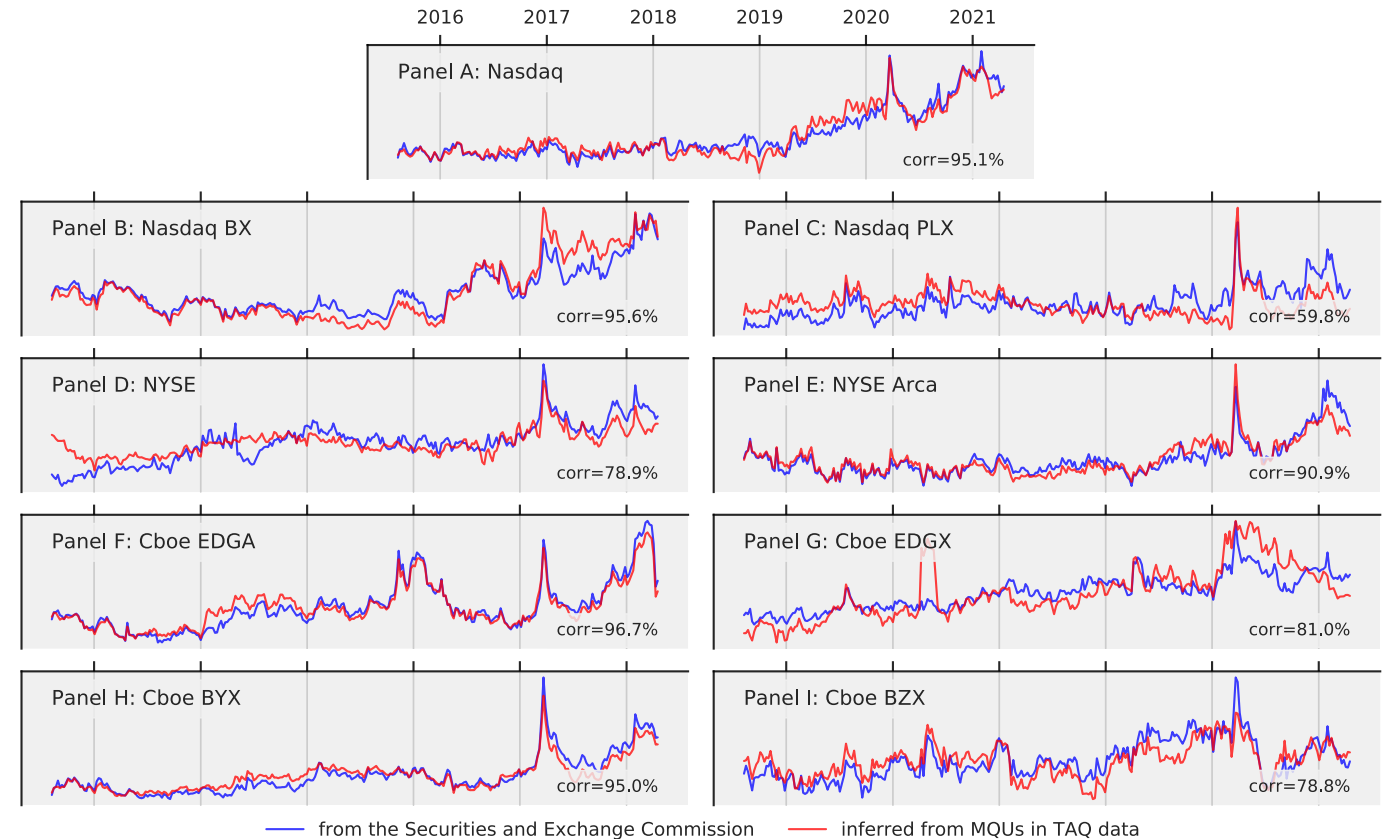 2016 2017 2018 2019 2020 2021
Panel A: Nasdaq
corr=95.1%
Panel B: Nasdaq BX
corr=95.6%
Panel C: Nasdaq PLX
corr=59.8%
Panel D: NYSE
corr=78.9%
Panel E: NYSE Arca
corr=90.9%
Panel F: Cboe EDGA
corr=96.7%
Panel G: Cboe EDGX
corr=81.0%
Panel H: Cboe BYX
corr=95.0%
Panel I: Cboe BZX
corr=78.8%
from the Securities and Exchange Commission
inferred from MQUs in TAQ data